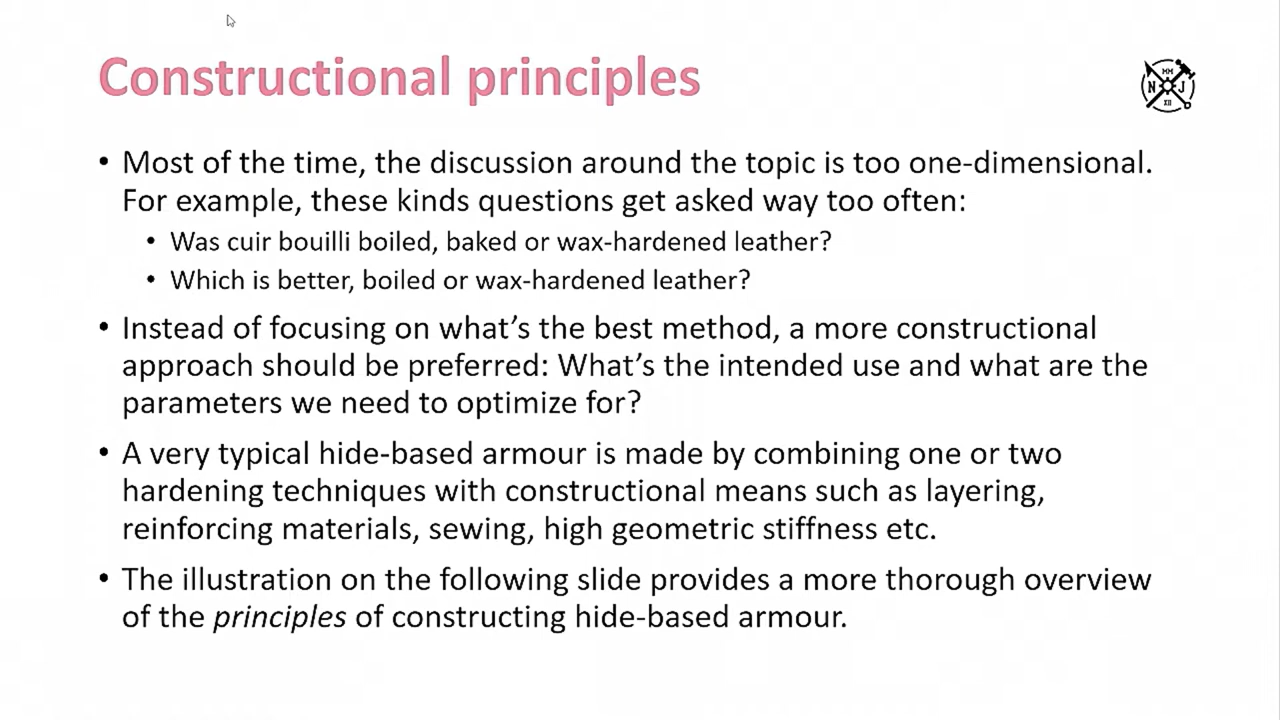 Constructional principles
MM
N J
XII
• Most of the time, the discussion around the topic is too one-dimensional.
For example, these kinds questions get asked way too often:
• Was cuir bouilli boiled, baked or wax-hardened leather?
• Which is better, boiled or wax-hardened leather?
• Instead of focusing on what’s the best method, a more constructional
approach should be preferred: What’s the intended use and what are the
parameters we need to optimize for?
• A very typical hide-based armour is made by combining one or two
hardening techniques with constructional means such as layering,
reinforcing materials, sewing, high geometric stiffness etc.
• The illustration on the following slide provides a more thorough overview
of the principles of constructing hide-based armour.